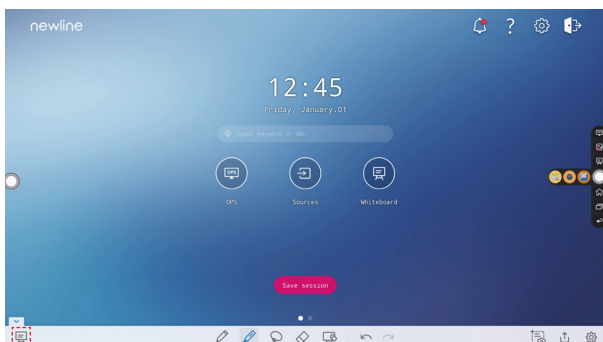 newline
12:45
Friday, January.01
Input keyword or URL
OPS
OPS
Sources
Whiteboard
Save session